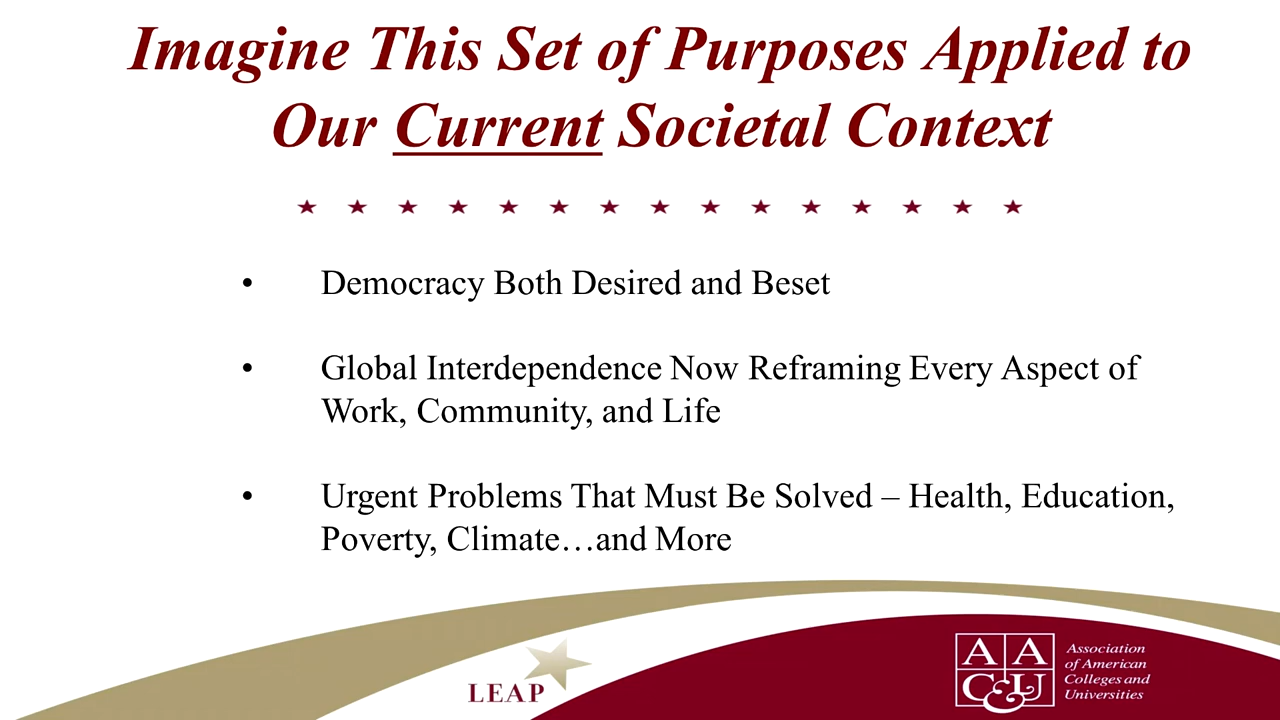 Imagine This Set of Purposes Applied to
Our Current Societal Context
• Democracy Both Desired and Beset
• Global Interdependence Now Reframing Every Aspect of
Work, Community, and Life
• Urgent Problems That Must Be Solved – Health, Education,
Poverty, Climate…and More
LEAP
AAC&U
Association
of American
Colleges and
Universities